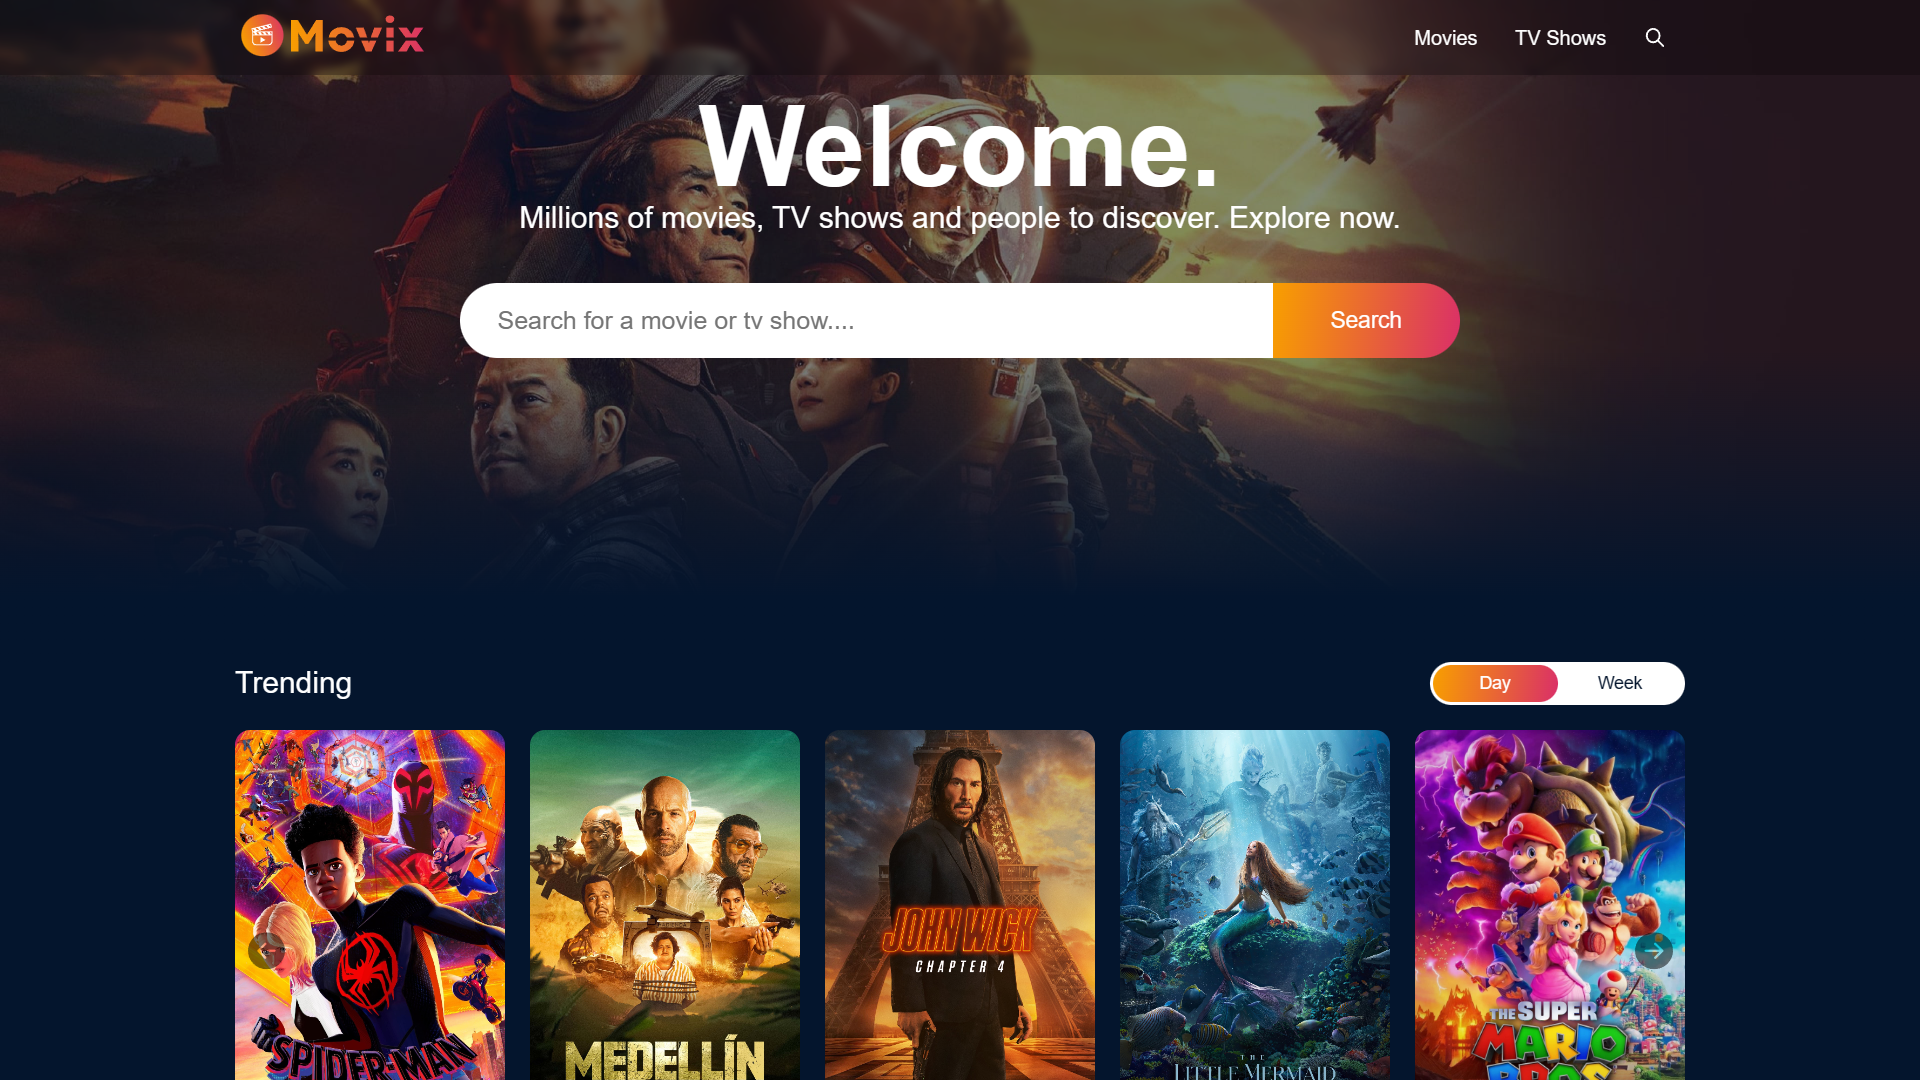 Movix
Movies
TV Shows
Welcome.
Millions of movies, TV shows and people to discover. Explore now.
Search for a movie or tv show....
Search
Trending
Day
Week
SPIDER-MAN
MEDELLÍN
JOHN WICK
CHAPTER 4
THE
LITTLE MERMAID
THE SUPER
MARIO
BROS